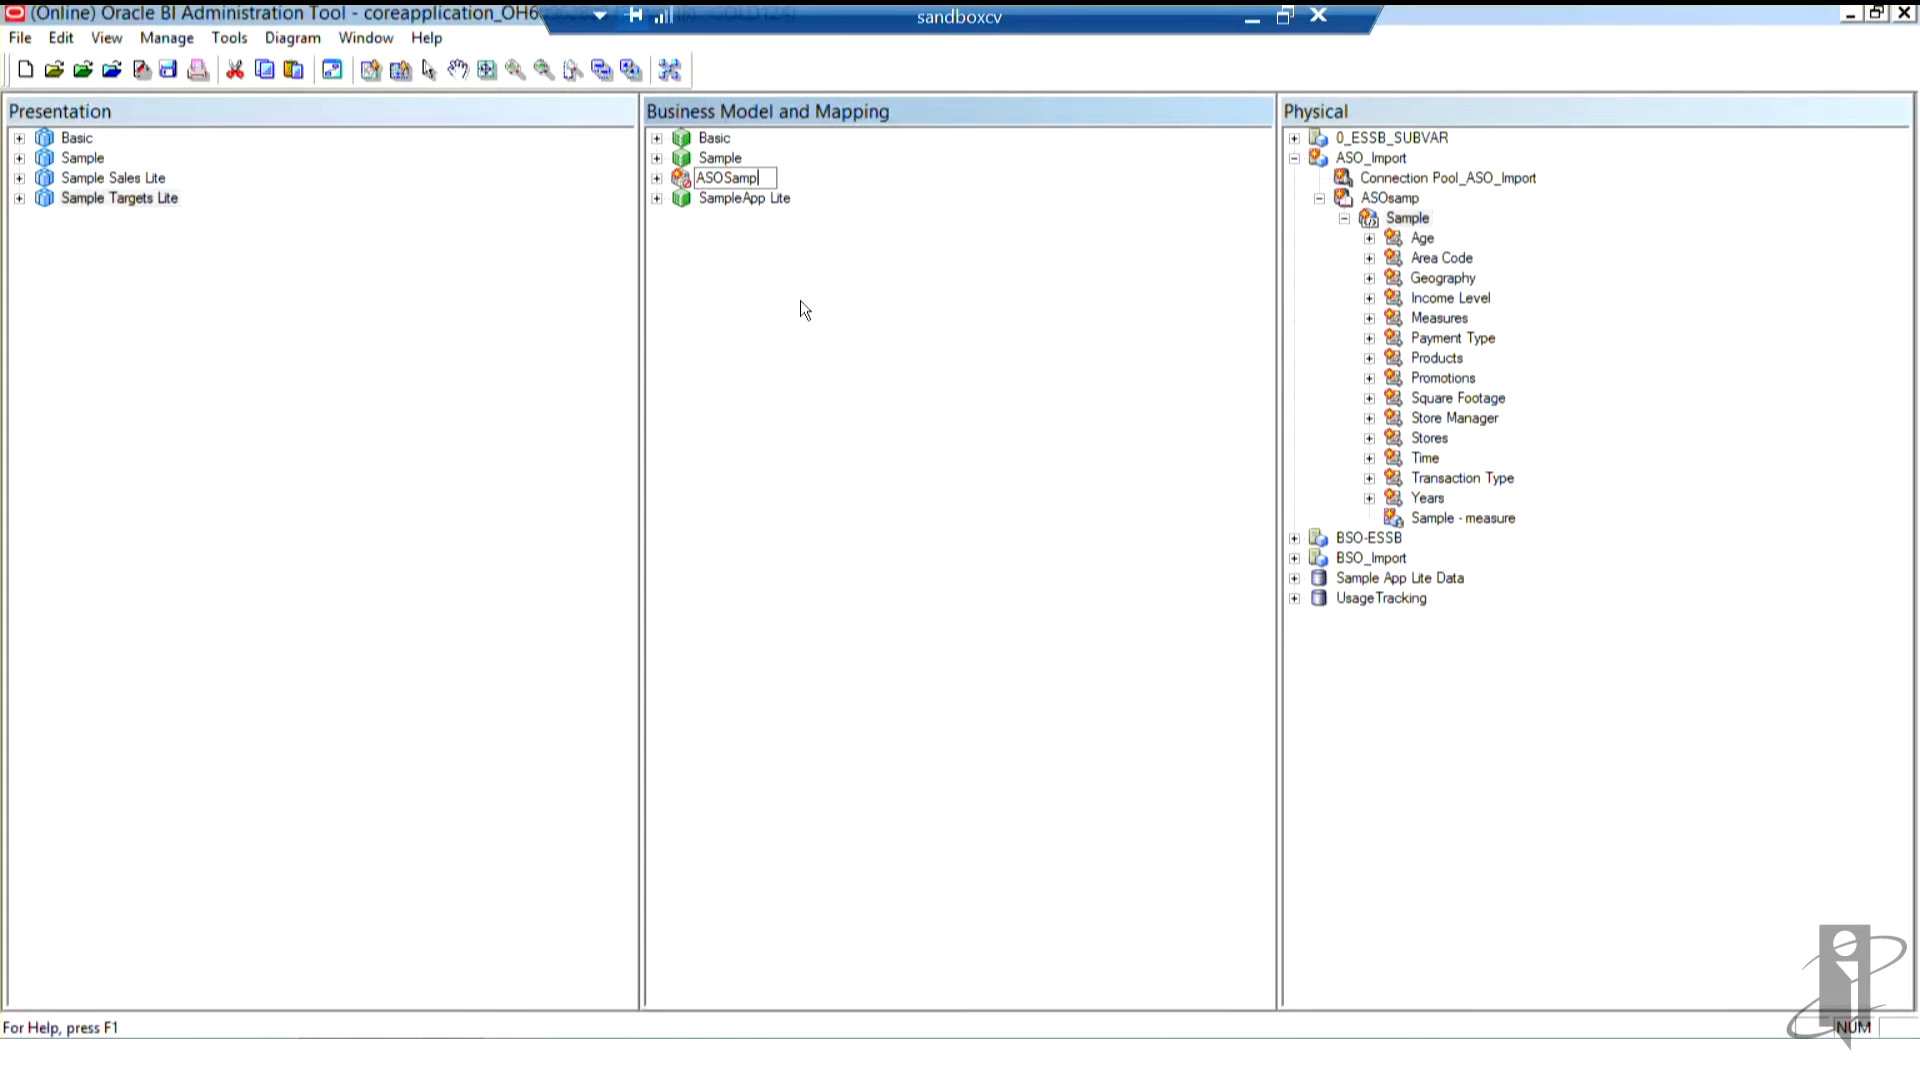 (Online) Oracle BI Administration Tool - coreapplication_OH6
sandboxcv
File Edit View Manage Tools Diagram Window Help
Presentation
Basic
Sample
Sample Sales Lite
Sample Targets Lite
Business Model and Mapping
Basic
Sample
ASOSamp
SampleApp Lite
Physical
0_ESSB_SUBVAR
ASO_Import
Connection Pool_ASO_Import
ASOsamp
Sample
Age
Area Code
Geography
Income Level
Measures
Payment Type
Products
Promotions
Square Footage
Store Manager
Stores
Time
Transaction Type
Years
Sample - measure
BSO-ESSB
BSO_Import
Sample App Lite Data
UsageTracking
For Help, press F1
NUM